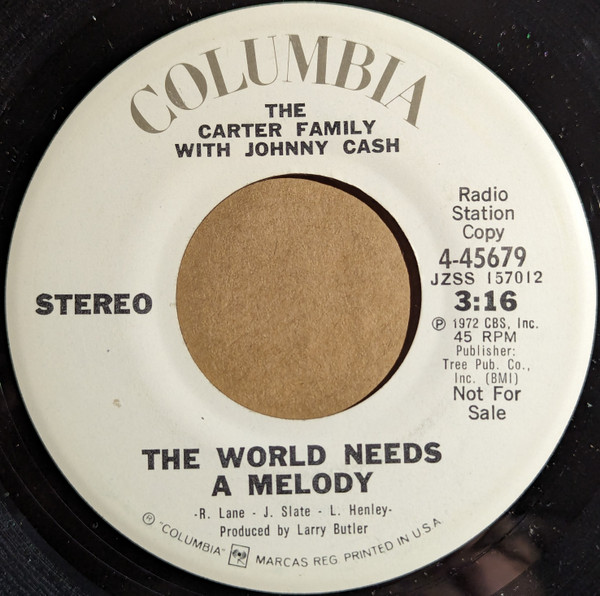 COLUMBIA
THE
CARTER FAMILY
WITH JOHNNY CASH
Radio
Station
Copy
4-45679
JZSS 157012
STEREO
3:16
Ⓟ 1972 CBS, Inc.
45 RPM
Publisher:
Tree Pub. Co.,
Inc. (BMI)
Not For
Sale
THE WORLD NEEDS
A MELODY
-R. Lane - J. Slate - L. Henley-
Produced by Larry Butler
® "COLUMBIA" MARCAS REG. PRINTED IN U.S.A.